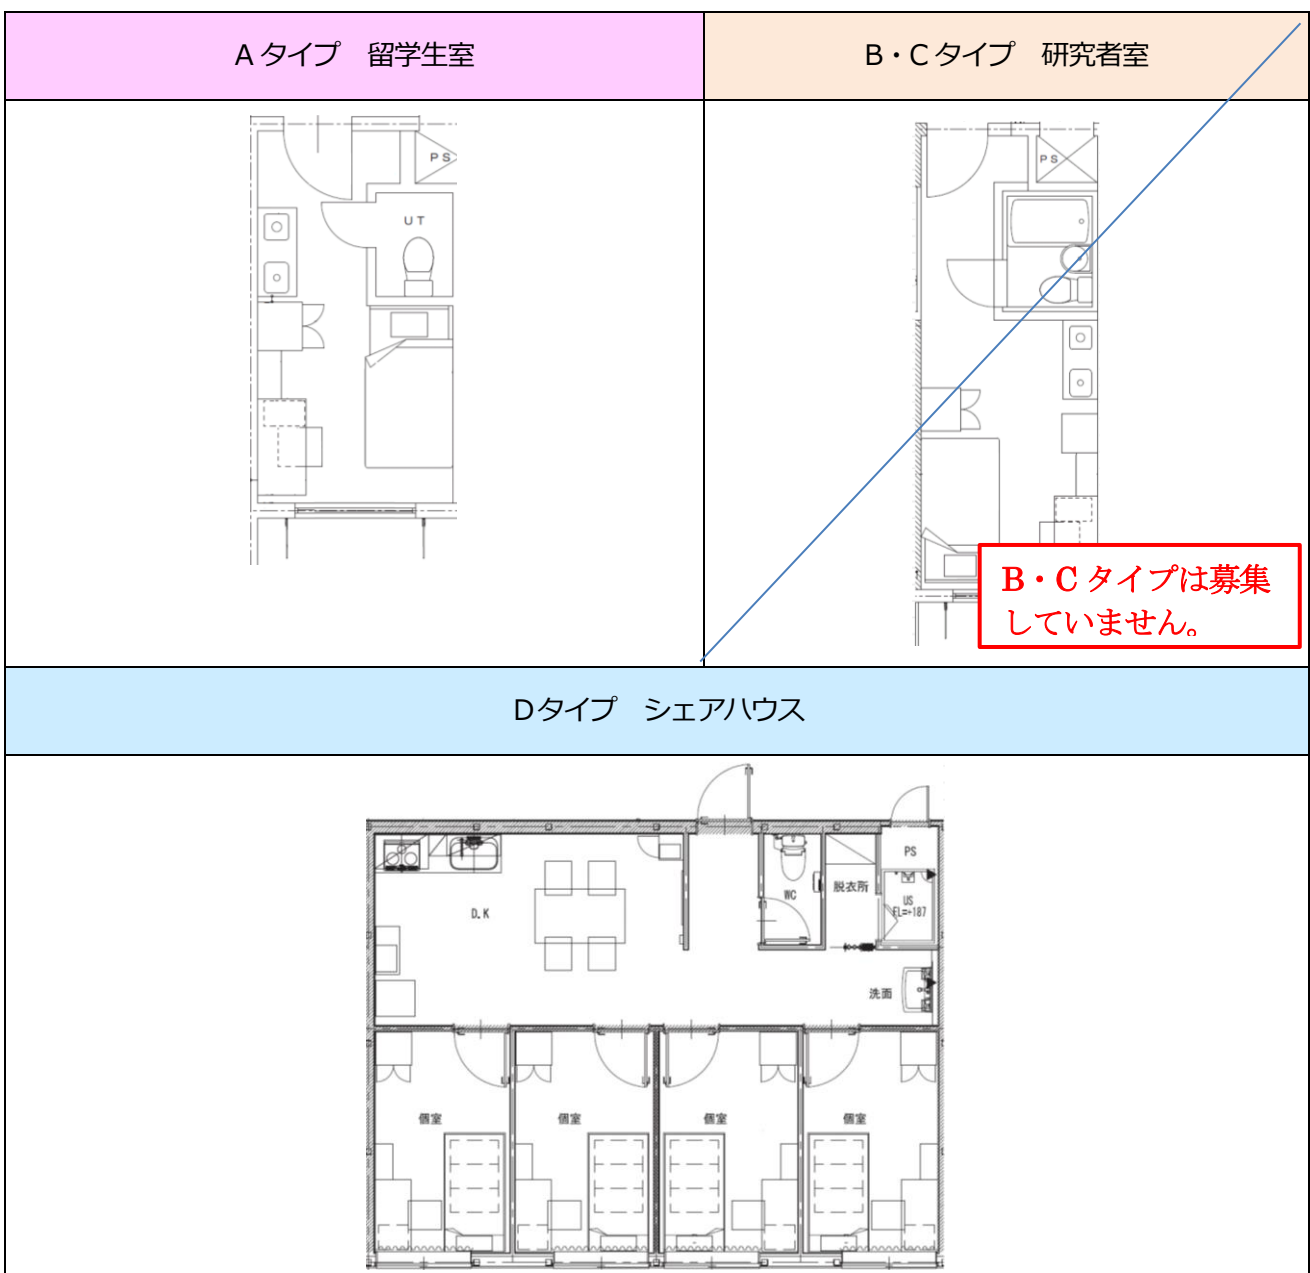 Aタイプ　留学生室
B・Cタイプ　研究者室
PS
UT
PS
B・Cタイプは募集
していません。
Dタイプ　シェアハウス
D.K
WC
脱衣所
PS
US
FL=+187
洗面
個室
個室
個室
個室